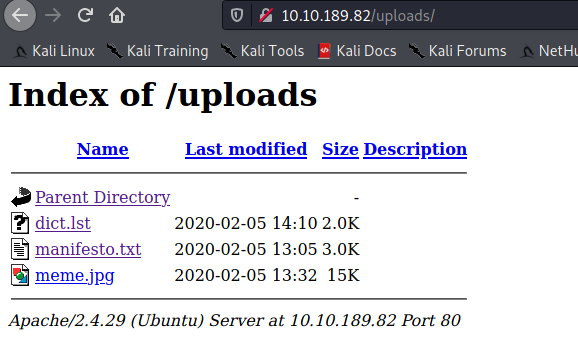 10.10.189.82/uploads/
Kali Linux Kali Training Kali Tools Kali Docs Kali Forums NetHu
Index of /uploads
Name Last modified Size Description
Parent Directory -
dict.lst 2020-02-05 14:10 2.0K
manifesto.txt 2020-02-05 13:05 3.0K
meme.jpg 2020-02-05 13:32 15K
Apache/2.4.29 (Ubuntu) Server at 10.10.189.82 Port 80